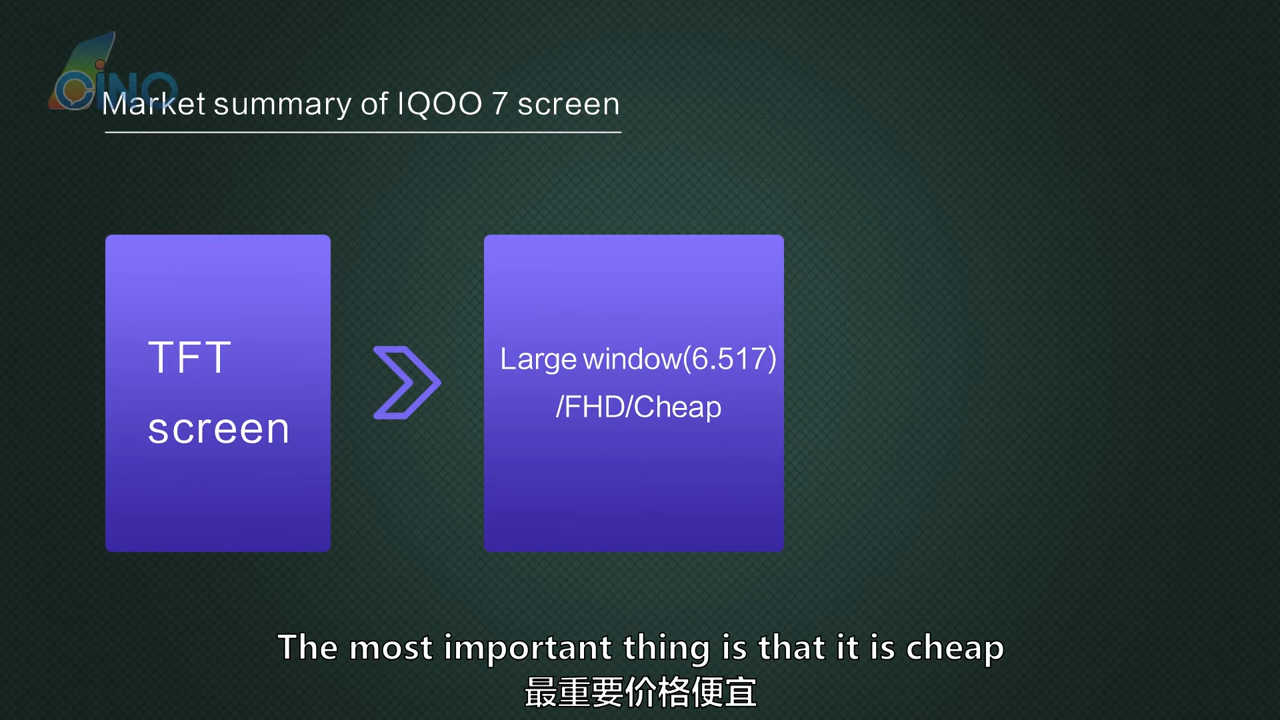 CINO
Market summary of IQOO 7 screen
TFT
screen
Large window(6.517)
/FHD/Cheap
The most important thing is that it is cheap
最重要价格便宜